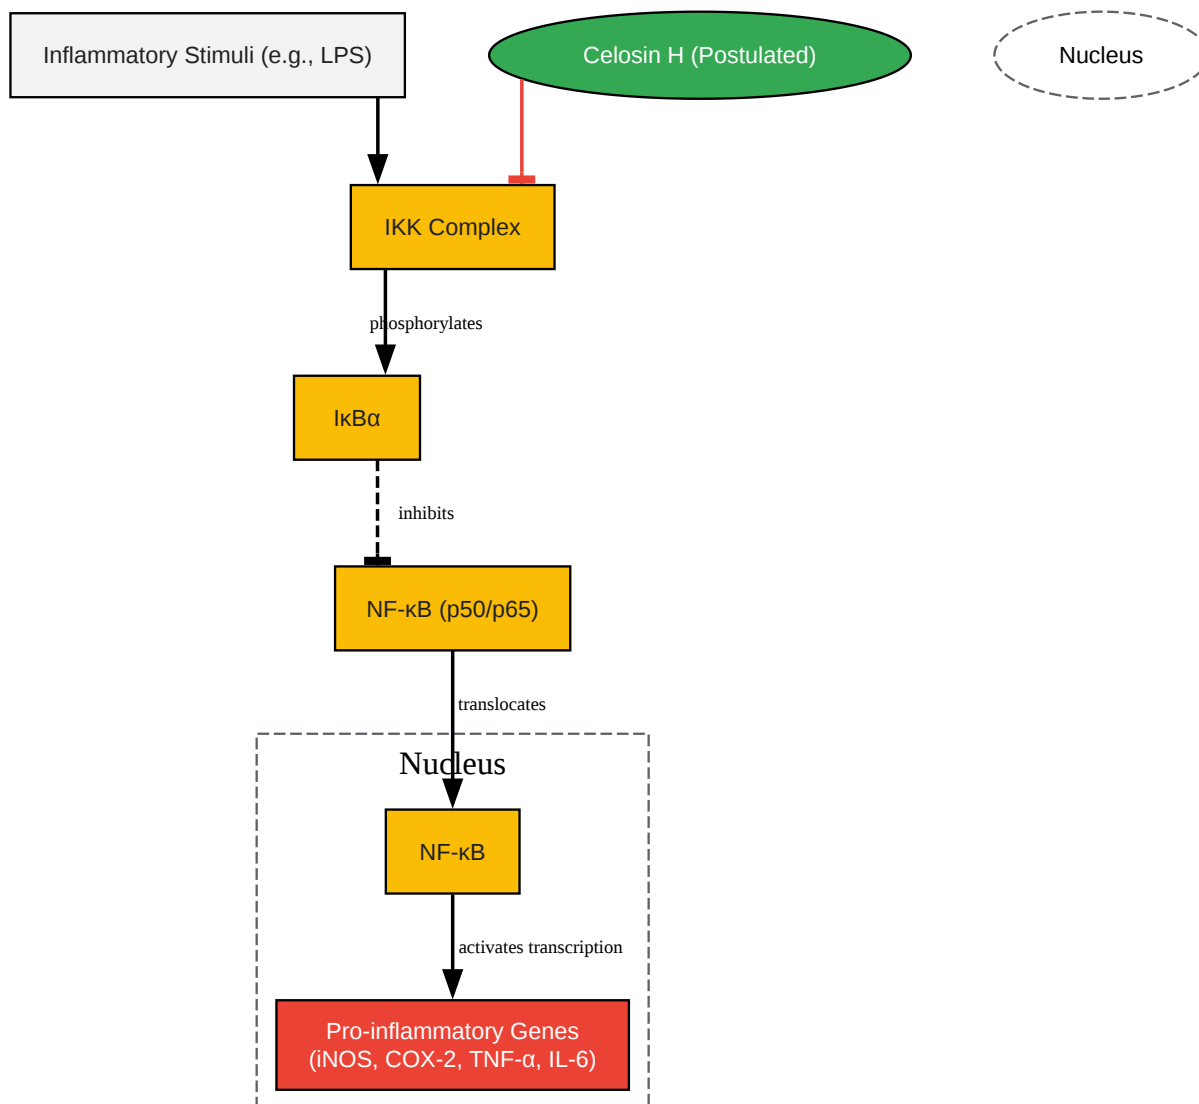 Inflammatory Stimuli (e.g., LPS)
Celosin H (Postulated)
Nucleus
IKK Complex
phosphorylates
IκBα
inhibits
NF-κB (p50/p65)
translocates
Nucleus
NF-κB
activates transcription
Pro-inflammatory Genes
(iNOS, COX-2, TNF-α, IL-6)